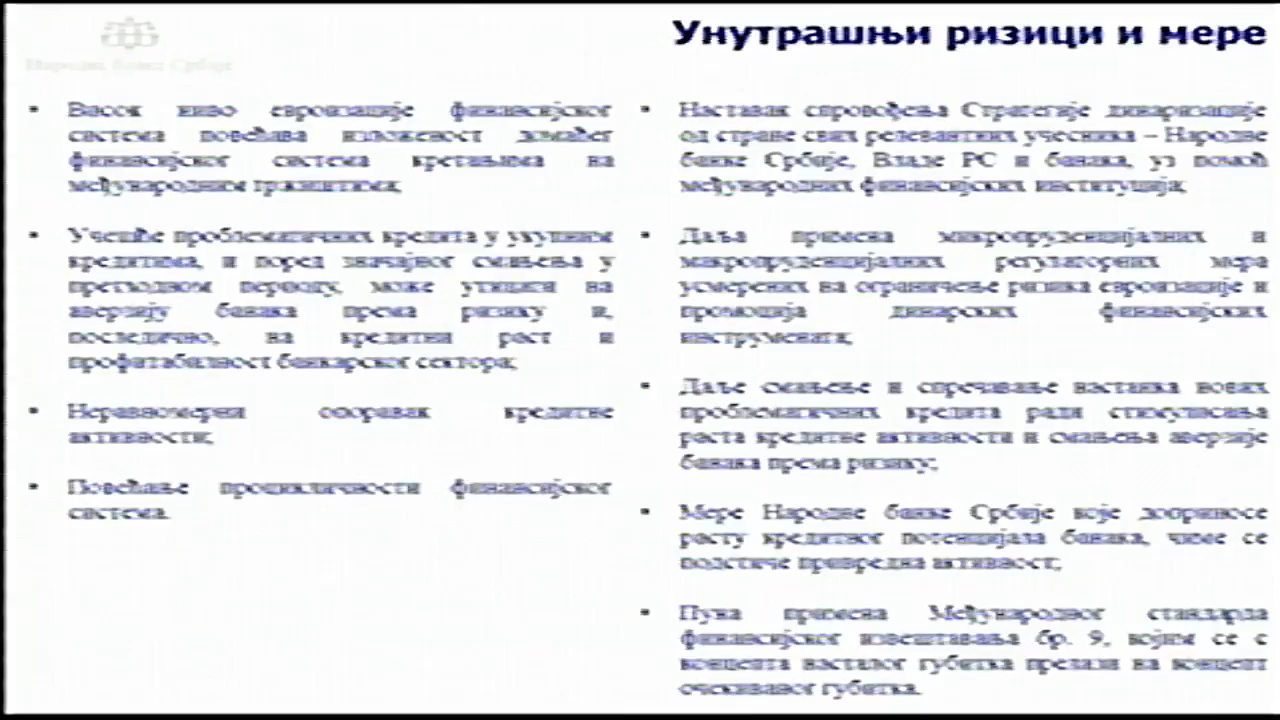 Народна банка Србије
Унутрашњи ризици и мере
• Висок ниво евроизације финансијског
система повећава изложеност домаћег
финансијског система кретањима на
међународним тржиштима;
• Учешће проблематичних кредита у укупним
кредитима, и поред значајног смањења у
претходном периоду, може утицати на
аверзију банака према ризику и,
последично, на кредитни раст и
профитабилност банкарског сектора;
• Неравномерни опоравак кредитне
активности;
• Повећање процикличности финансијског
система.
• Наставак спровођења Стратегије динаризације
од стране свих релевантних учесника – Народне
банке Србије, Владе РС и банака, уз помоћ
међународних финансијских институција;
• Даља примена микропруденцијалних и
макропруденцијалних регулаторних мера
усмерених на ограничење ризика евроизације и
промоција динарских финансијских
инструмената;
• Даље смањење и спречавање настанка нових
проблематичних кредита ради стимулисања
раста кредитне активности и смањења аверзије
банака према ризику;
• Мере Народне банке Србије које доприносе
расту кредитног потенцијала банака, чиме се
подстиче привредна активност;
• Пуна примена Међународног стандарда
финансијског извештавања бр. 9, којим се с
концепта насталог губитка прелази на концепт
очекиваног губитка.